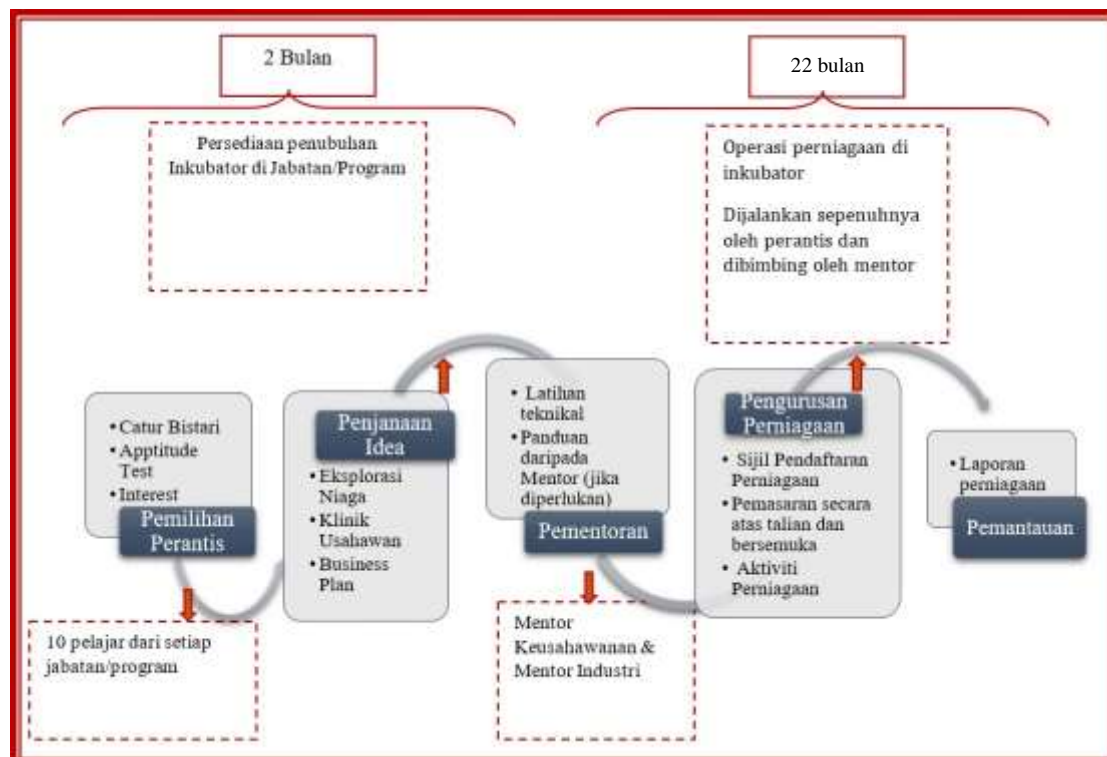 2 Bulan
22 bulan
Persediaan penubuhan
Inkubator di Jabatan/Program
Operasi perniagaan di
inkubator
Dijalankan sepenuhnya
oleh perantis dan
dibimbing oleh mentor
• Catur Bistari
• Apptitude
Test
• Interest
Pemilihan
Perantis
10 pelajar dari setiap
jabatan/program
Penjanaan
Idea
• Eksplorasi
Niaga
• Klinik
Usahawan
• Business
Plan
• Latihan
teknikal
• Panduan
daripada
Mentor (jika
diperlukan)
Pementoran
Mentor
Keusahawanan &
Mentor Industri
Pengurusan
Perniagaan
• Sijil Pendaftaran
Perniagaan
• Pemasaran secara
atas talian dan
bersemuka
• Aktiviti
Perniagaan
• Laporan
perniagaan
Pemantauan